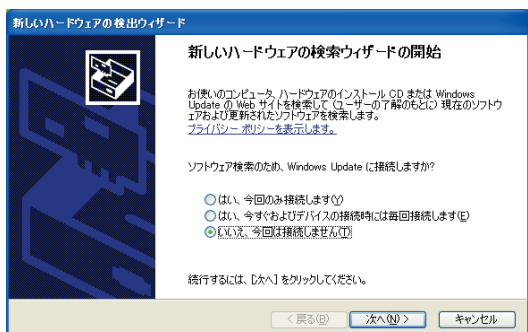 新しいハードウェアの検出ウィザード
新しいハードウェアの検索ウィザードの開始
お使いのコンピュータ、ハードウェアのインストール CD または Windows
Update の Web サイトを検索して (ユーザーの了解のもとに) 現在のソフトウ
ェアおよび更新されたソフトウェアを検索します。
プライバシー ポリシーを表示します。
ソフトウェア検索のため、Windows Update に接続しますか?
はい、今回のみ接続します(Y)
はい、今すぐおよびデバイスの接続時には毎回接続します(E)
いいえ、今回は接続しません(T)
続行するには、[次へ] をクリックしてください。
< 戻る(B) 次へ(N) > キャンセル